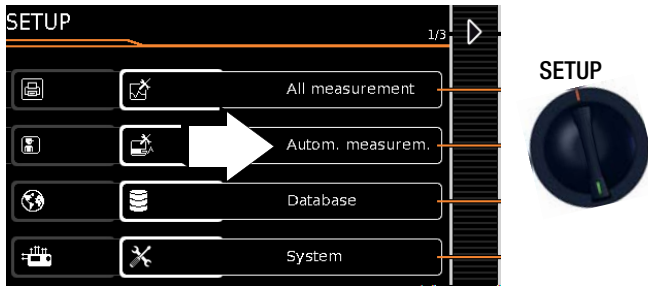 SETUP
1/3
All measurement
Autom. measurem.
Database
System
SETUP